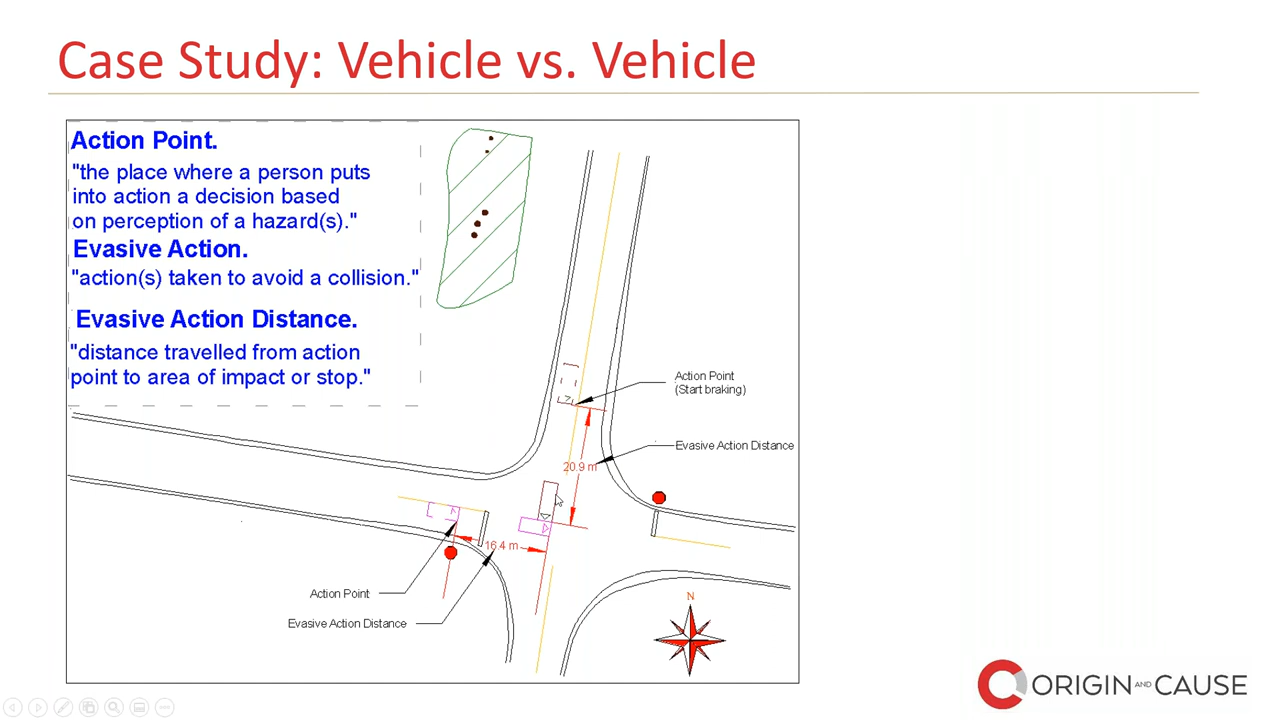 Case Study: Vehicle vs. Vehicle
Action Point.
"the place where a person puts
into action a decision based
on perception of a hazard(s)."
Evasive Action.
"action(s) taken to avoid a collision."
Evasive Action Distance.
"distance travelled from action
point to area of impact or stop."
Action Point
(Start braking)
Evasive Action Distance
20.9 m
16.4 m
Action Point
Evasive Action Distance
N
ORIGIN AND CAUSE